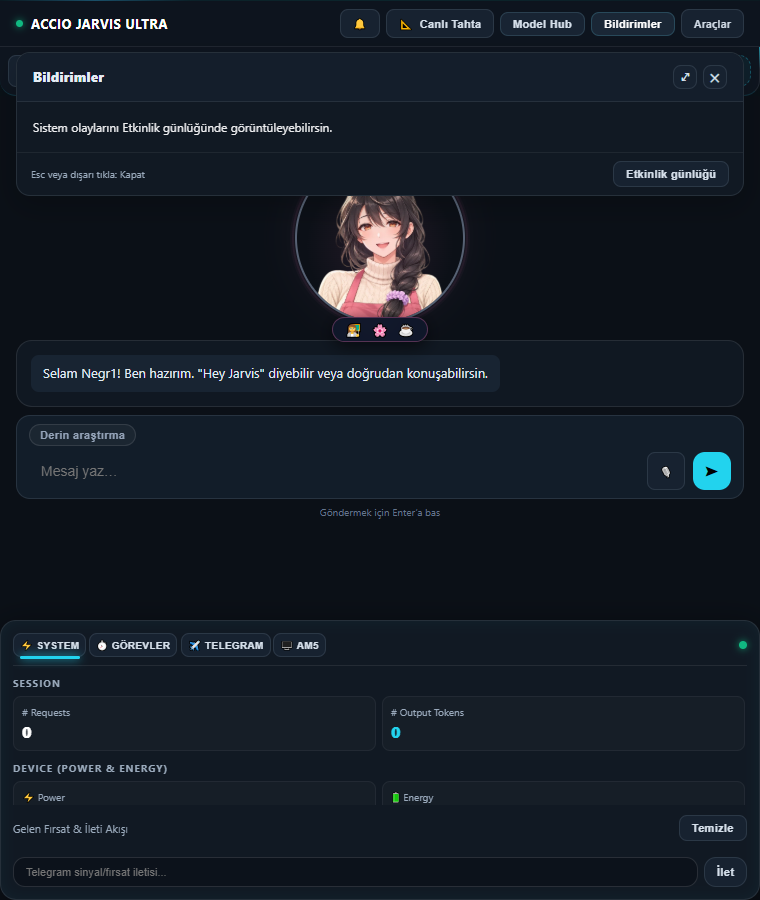 ACCIO JARVIS ULTRA
Canlı Tahta
Model Hub
Bildirimler
Araçlar
Bildirimler
Sistem olaylarını Etkinlik günlüğünde görüntüleyebilirsin.
Esc veya dışarı tıkla: Kapat
Etkinlik günlüğü
Selam Negr1! Ben hazırım. "Hey Jarvis" diyebilir veya doğrudan konuşabilirsin.
Derin araştırma
Mesaj yaz...
Göndermek için Enter'a bas
SYSTEM
GÖREVLER
TELEGRAM
AM5
SESSION
# Requests
# Output Tokens
0
0
DEVICE (POWER & ENERGY)
Power
Energy
Gelen Fırsat & İleti Akışı
Temizle
Telegram sinyal/fırsat iletisi...
İlet